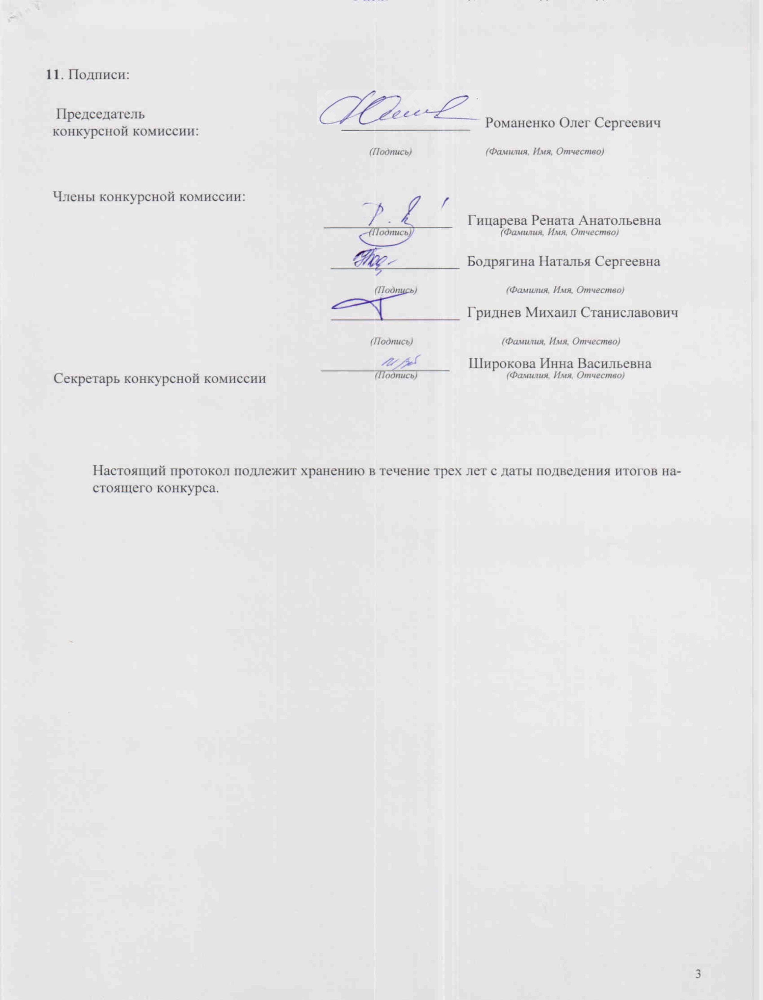 11. Подписи:
Председатель
конкурсной комиссии:
Романенко Олег Сергеевич
(Подпись) (Фамилия, Имя, Отчество)
Члены конкурсной комиссии:
Гицарева Рената Анатольевна
(Подпись) (Фамилия, Имя, Отчество)
Бодрягина Наталья Сергеевна
(Подпись) (Фамилия, Имя, Отчество)
Гриднев Михаил Станиславович
(Подпись) (Фамилия, Имя, Отчество)
Широкова Инна Васильевна
(Подпись) (Фамилия, Имя, Отчество)
Секретарь конкурсной комиссии
Настоящий протокол подлежит хранению в течение трех лет с даты подведения итогов на-
стоящего конкурса.
3